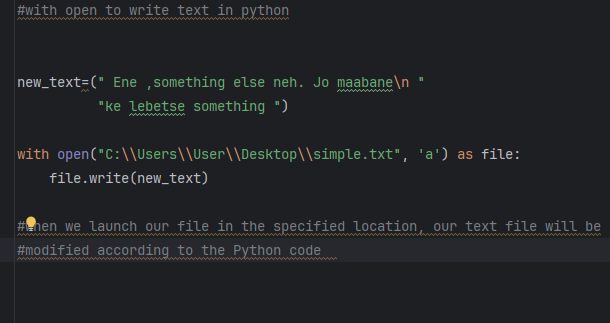 #with open to write text in python
new_text=(" Ene ,something else neh. Jo maabane\n "
"ke lebetse something ")
with open("C:\\Users\\User\\Desktop\\simple.txt", 'a') as file:
file.write(new_text)
#when we launch our file in the specified location, our text file will be
#modified according to the Python code